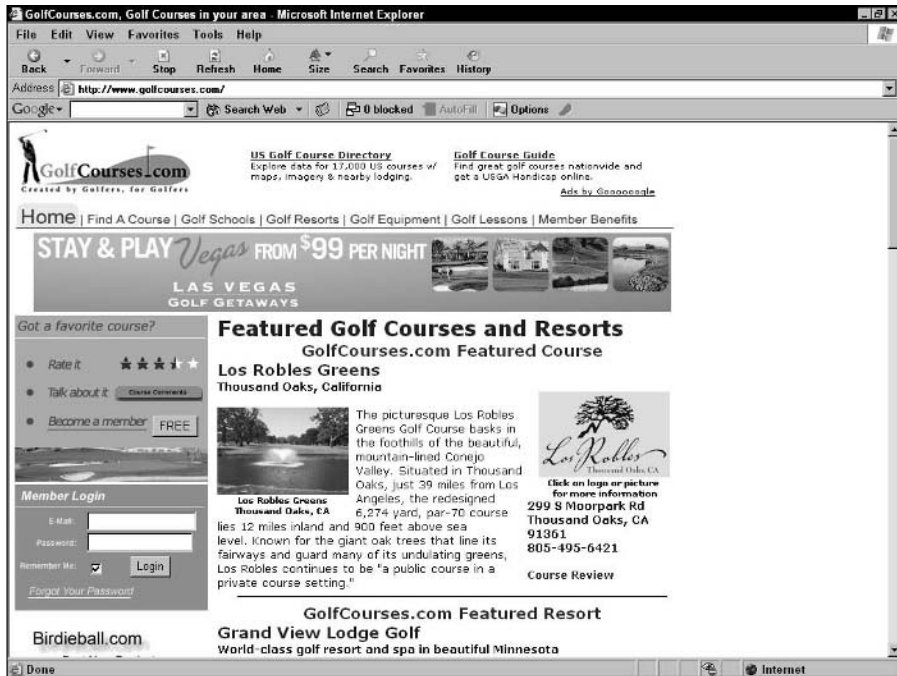 GolfCourses.com, Golf Courses in your area - Microsoft Internet Explorer
File Edit View Favorites Tools Help
Back Forward Stop Refresh Home Size Search Favorites History
Address http://www.golfcourses.com/
Google Search Web 0 blocked AutoFill Options
GolfCourses.com
Created by Golfers, for Golfers
US Golf Course Directory
Explore data for 17,000 US courses w/
maps, imagery & nearby lodging.
Golf Course Guide
Find great golf courses nationwide and
get a USGA Handicap online.
Ads by Goooooogle
Home | Find A Course | Golf Schools | Golf Resorts | Golf Equipment | Golf Lessons | Member Benefits
STAY & PLAY Vegas FROM $99 PER NIGHT
LAS VEGAS
GOLF GETAWAYS
Got a favorite course?
Rate it
Talk about it Course Comments
Become a member FREE
Member Login
E-Mail:
Password:
Remember Me: Login
Forgot Your Password
Birdieball.com
Featured Golf Courses and Resorts
GolfCourses.com Featured Course
Los Robles Greens
Thousand Oaks, California
The picturesque Los Robles
Greens Golf Course basks in
the foothills of the beautiful,
mountain-lined Conejo
Valley. Situated in Thousand
Oaks, just 39 miles from Los
Angeles, the redesigned
6,274 yard, par-70 course
lies 12 miles inland and 900 feet above sea
level. Known for the giant oak trees that line its
fairways and guard many of its undulating greens,
Los Robles continues to be "a public course in a
private course setting."
Los Robles Greens
Thousand Oaks, CA
Los Robles
Thousand Oaks, CA
Click on logo or picture
for more information
299 S Moorpark Rd
Thousand Oaks, CA
91361
805-495-6421
Course Review
GolfCourses.com Featured Resort
Grand View Lodge Golf
World-class golf resort and spa in beautiful Minnesota
Done Internet